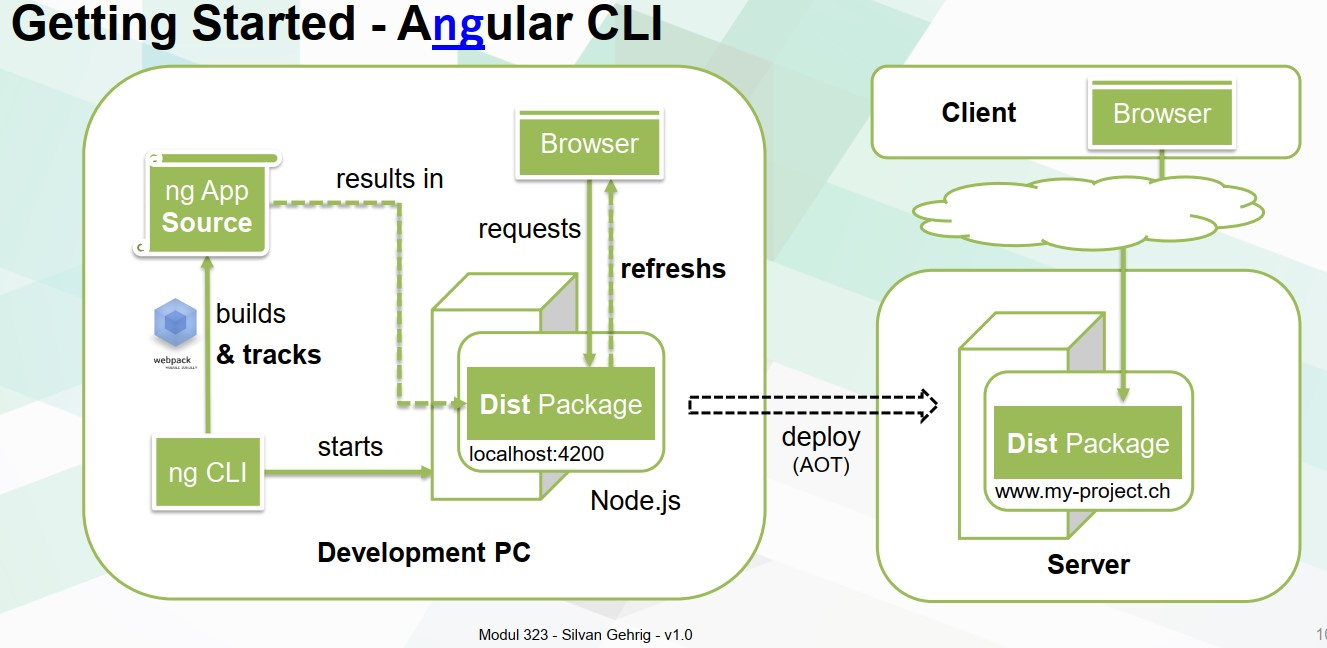 Getting Started - Angular CLI
Client
Browser
Browser
ng App
Source
results in
requests
refreshs
builds
& tracks
webpack
ng CLI
starts
Dist Package
localhost:4200
Node.js
Development PC
deploy
(AOT)
Dist Package
www.my-project.ch
Server
Modul 323 - Silvan Gehrig - v1.0